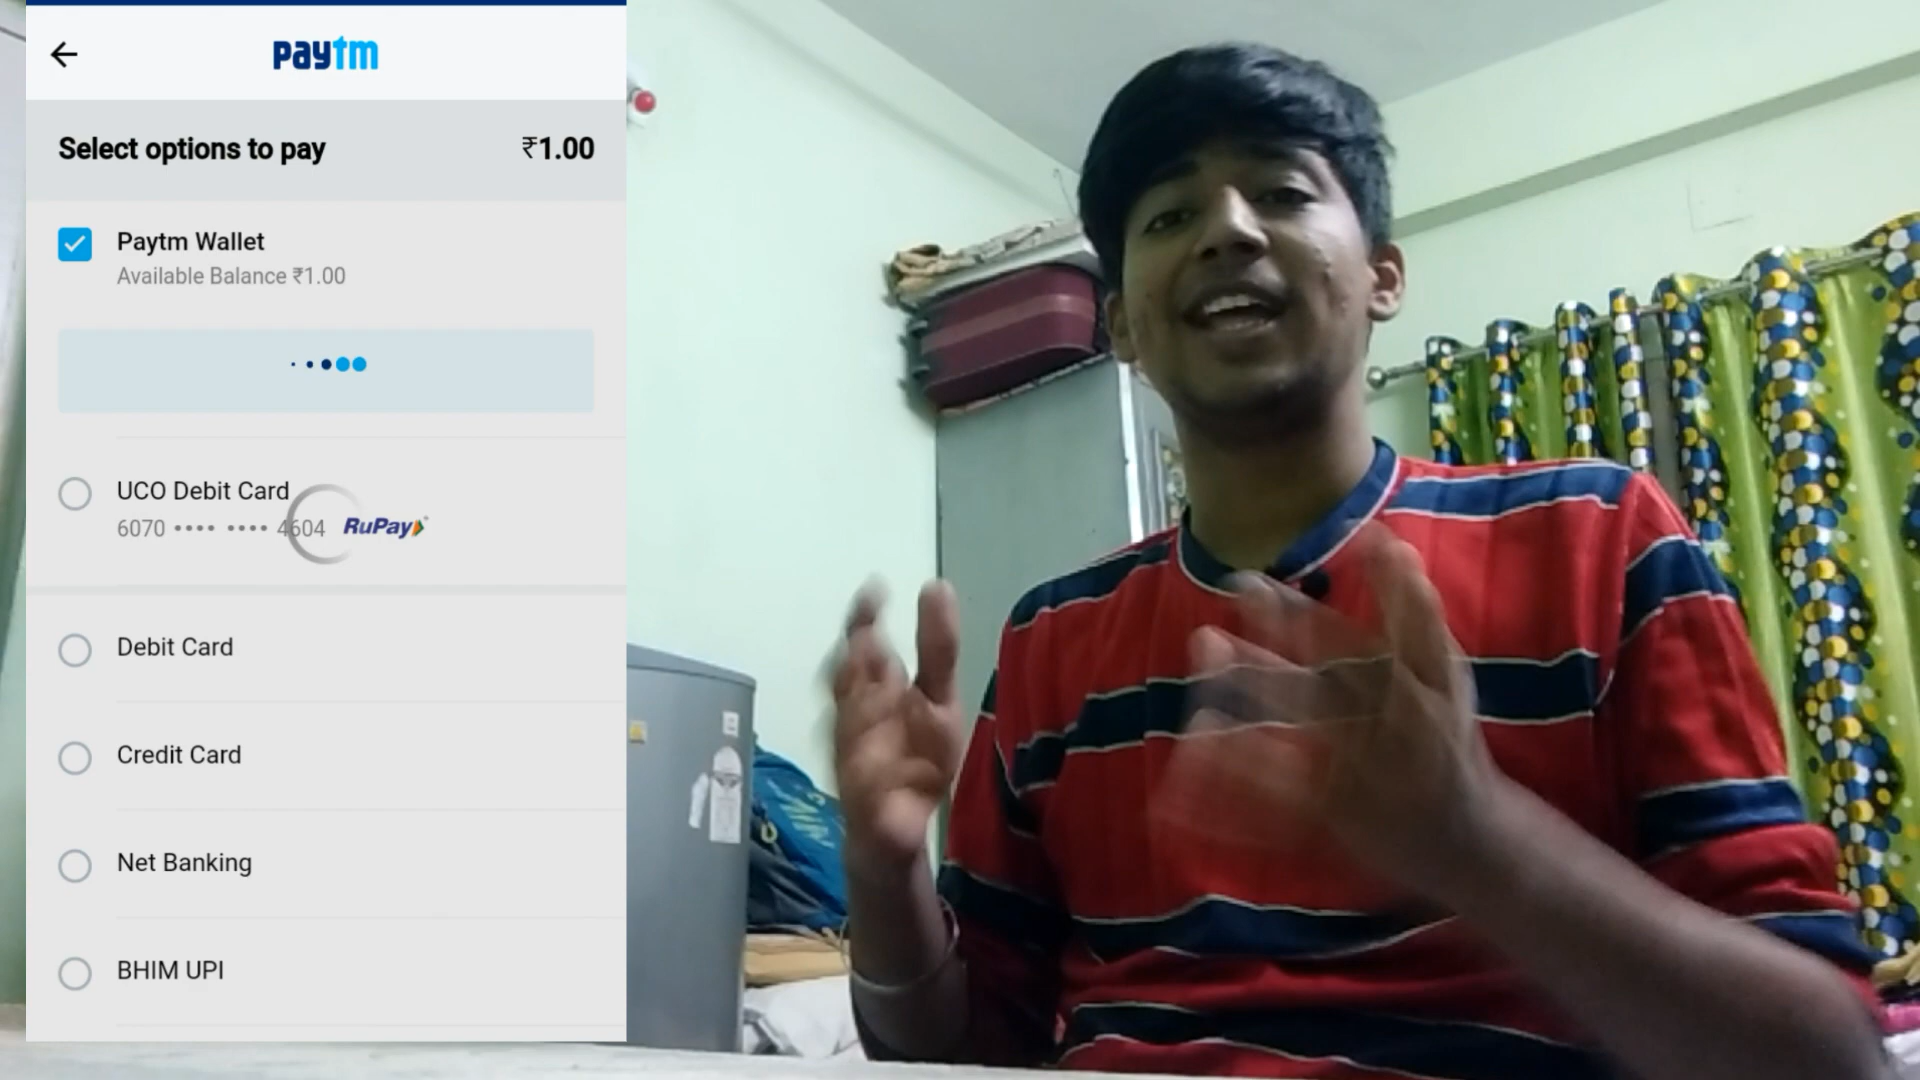 paytm
Select options to pay ₹1.00
Paytm Wallet
Available Balance ₹1.00
UCO Debit Card
6070 •••• •••• 4604 RuPay
Debit Card
Credit Card
Net Banking
BHIM UPI